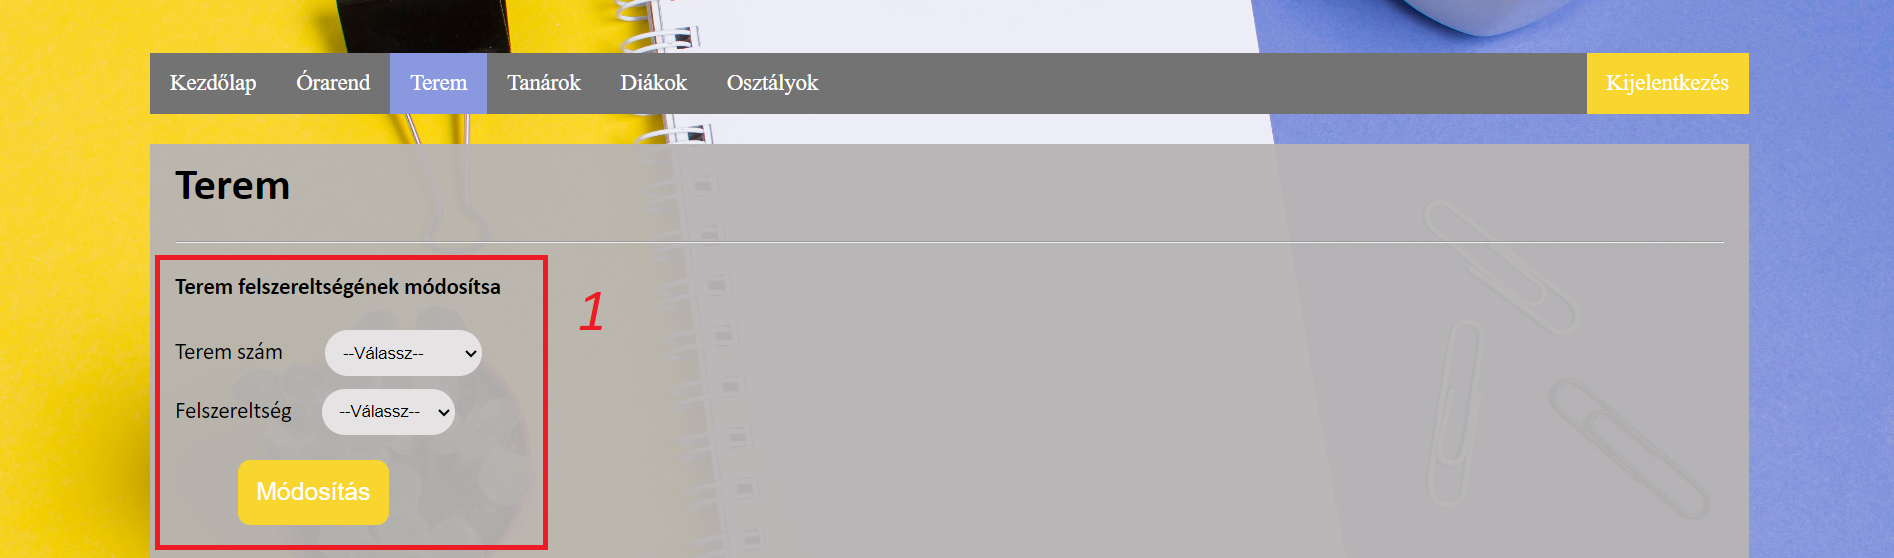 Kezdőlap Órarend Terem Tanárok Diákok Osztályok Kijelentkezés
Terem
Terem felszereltségének módosítsa
1
Terem szám --Válassz--
Felszereltség --Válassz--
Módosítás